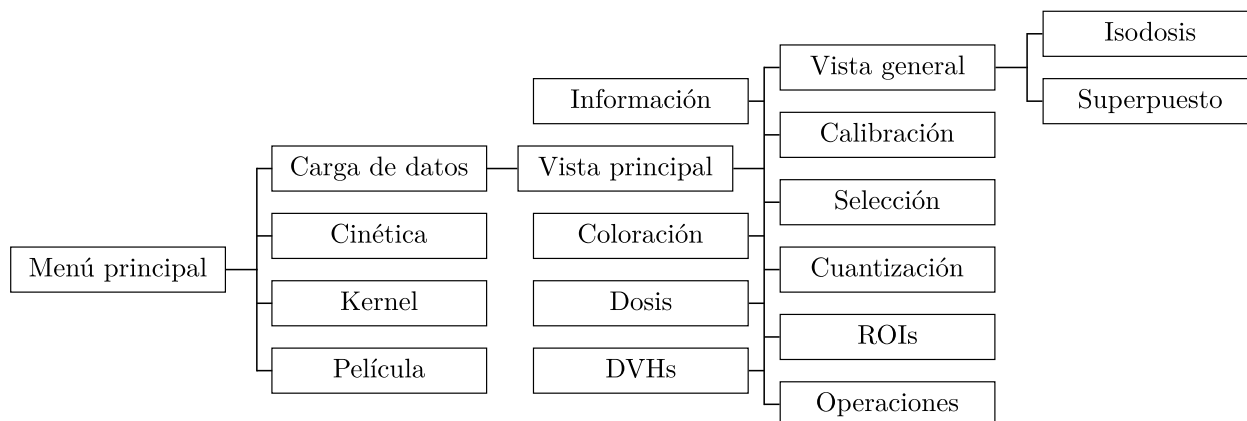 Isodosis
Vista general
Información
Superpuesto
Calibración
Carga de datos
Vista principal
Selección
Cinética
Coloración
Menú principal
Cuantización
Kernel
Dosis
ROIs
Película
DVHs
Operaciones